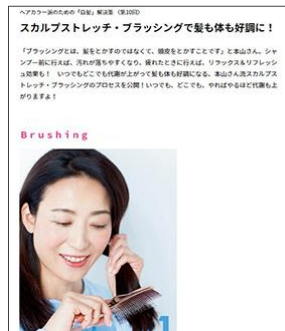 ヘアカラー派のための「白髪」解決策 〈第10回〉
スカルプストレッチ・ブラッシングで髪も体も好調に！
「ブラッシングとは、髪をとかすのではなくて、頭皮をとかすことです」と本山さん。シャ
ンプー前に行えば、汚れが落ちやすくなり、疲れたときに行えば、リラックス＆リフレッシ
ュ効果も！ いつでもどこでも代謝が上がって髪も体も好調になる、本山さん流スカルプス
トレッチ・ブラッシングのプロセスを公開！いつでも、どこでも、やればやるほど代謝も上
がりますよ！
Brushing
1